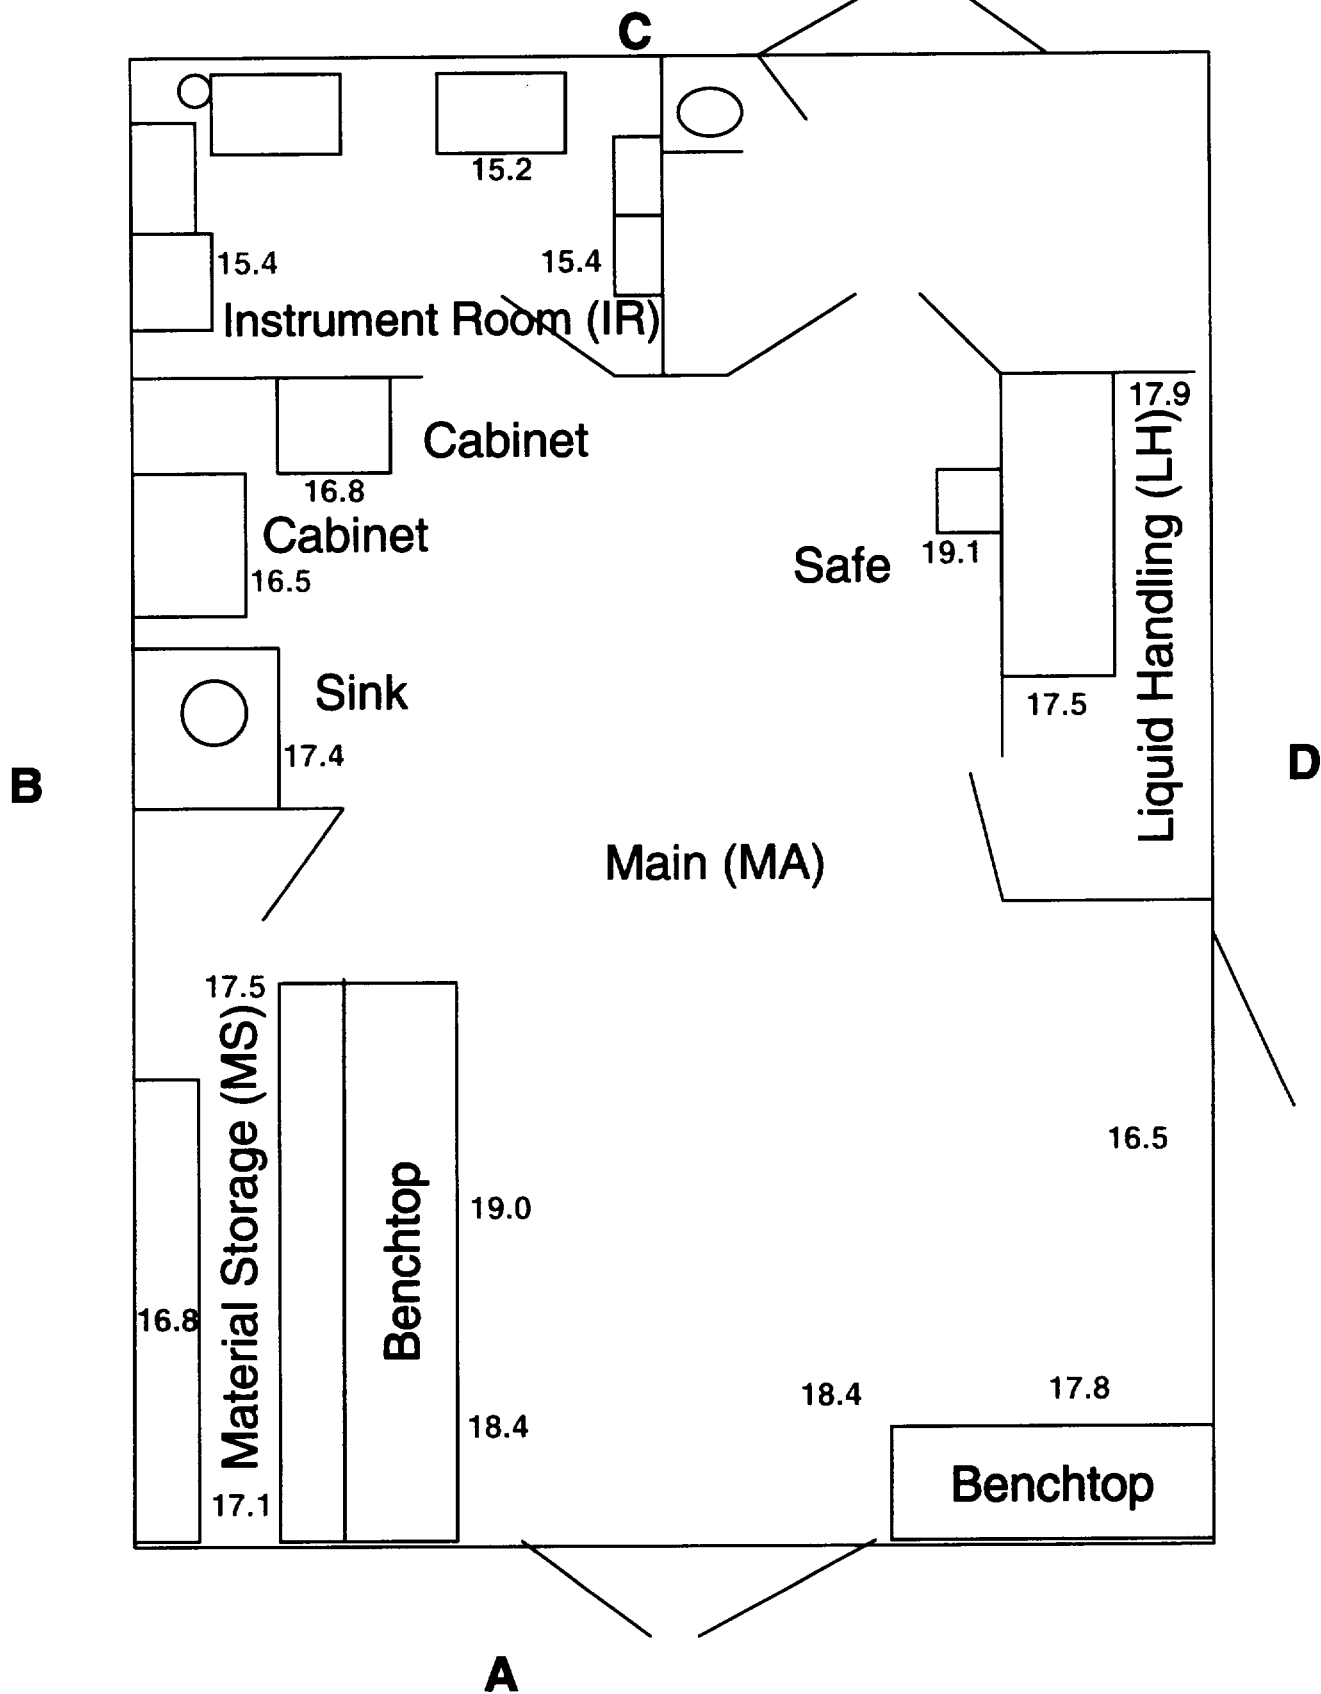 C
15.2
15.4
15.4
Instrument Room (IR)
17.9
Cabinet
16.8
Cabinet
16.5
Safe
19.1
Liquid Handling (LH)
Sink
17.4
17.5
B
D
Main (MA)
17.5
Material Storage (MS)
16.5
Benchtop
19.0
16.8
18.4
17.8
18.4
Benchtop
17.1
A